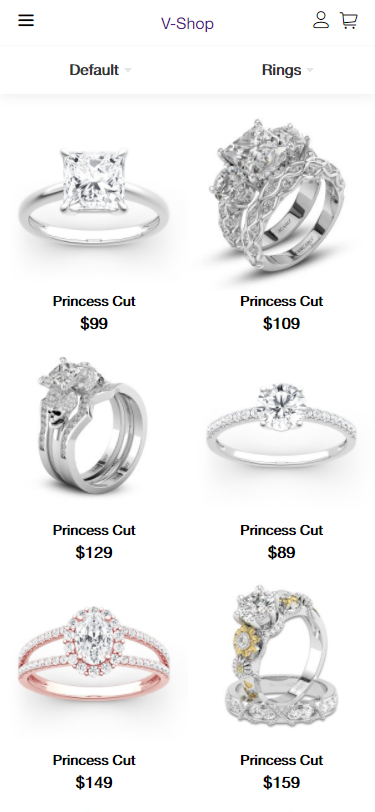 V-Shop
Default
Rings
Princess Cut
$99
Princess Cut
$109
Princess Cut
$129
Princess Cut
$89
Princess Cut
$149
Princess Cut
$159